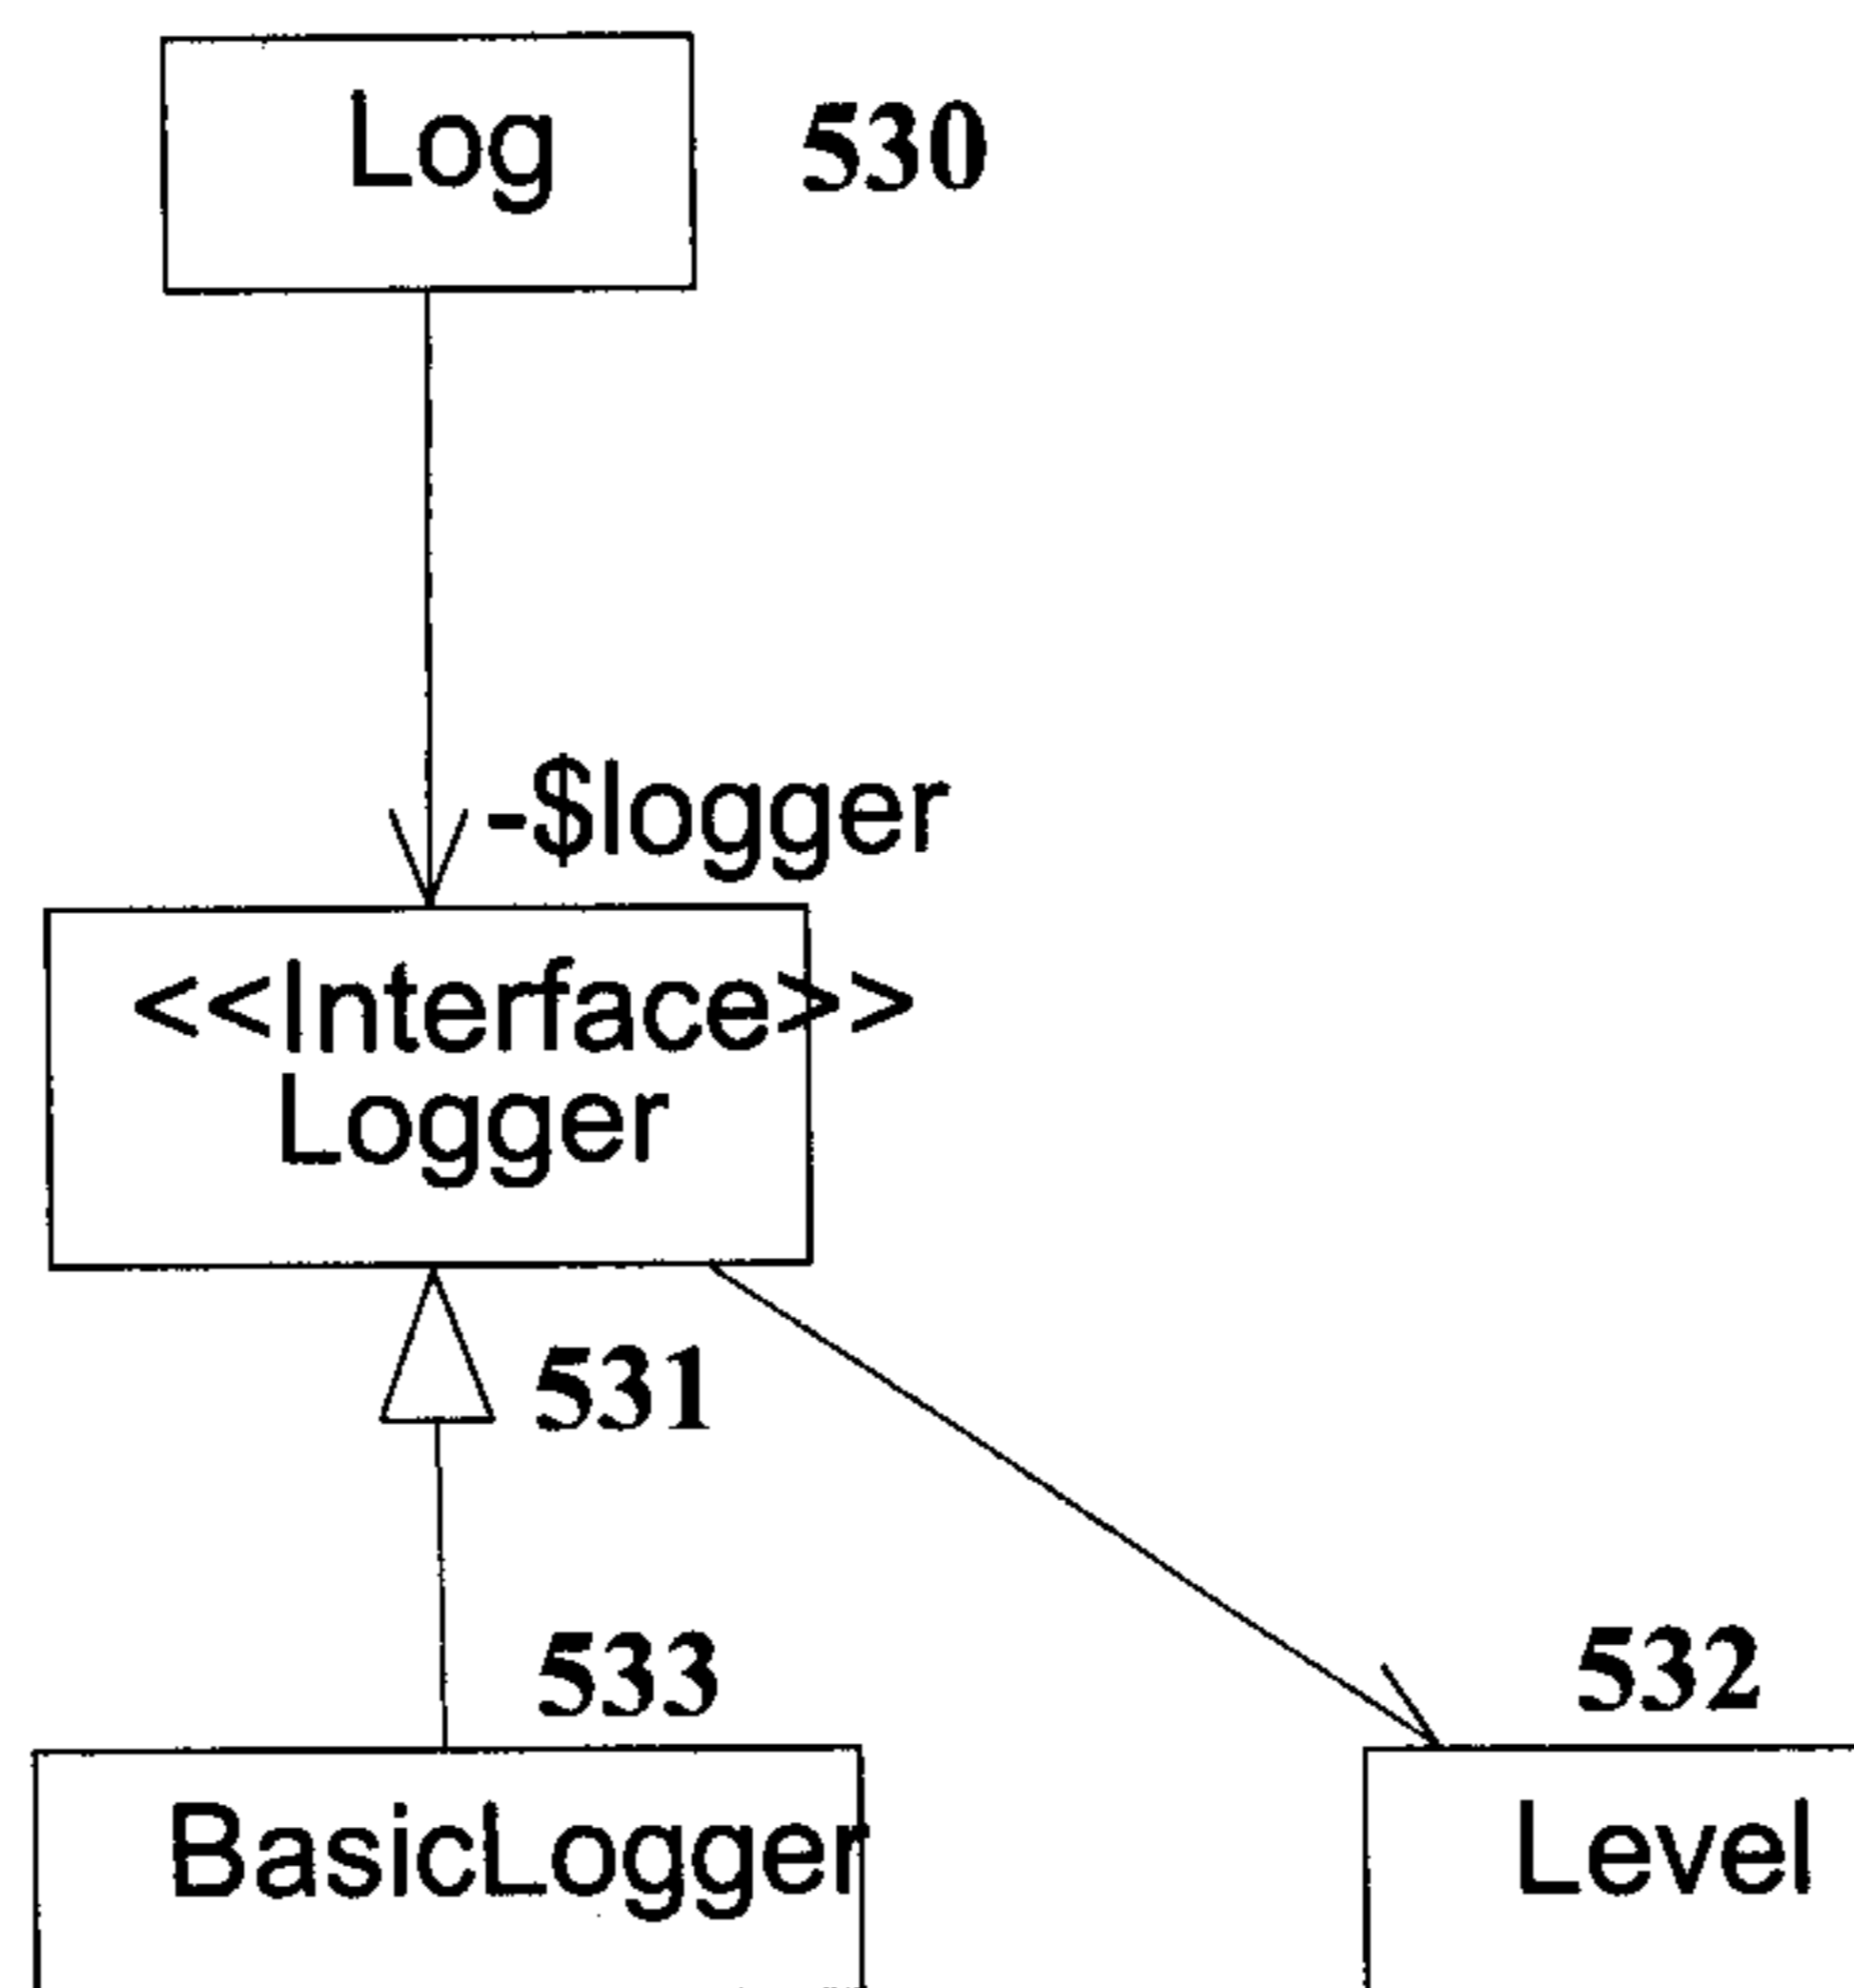 Log 530
-$logger
<<Interface>>
Logger
531
533
532
BasicLogger
Level